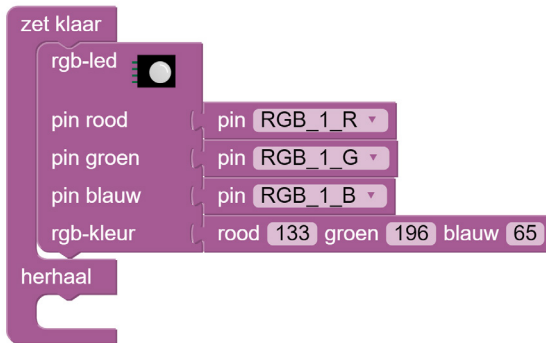 zet klaar
rgb-led
pin rood pin RGB_1_R
pin groen pin RGB_1_G
pin blauw pin RGB_1_B
rgb-kleur rood 133 groen 196 blauw 65
herhaal